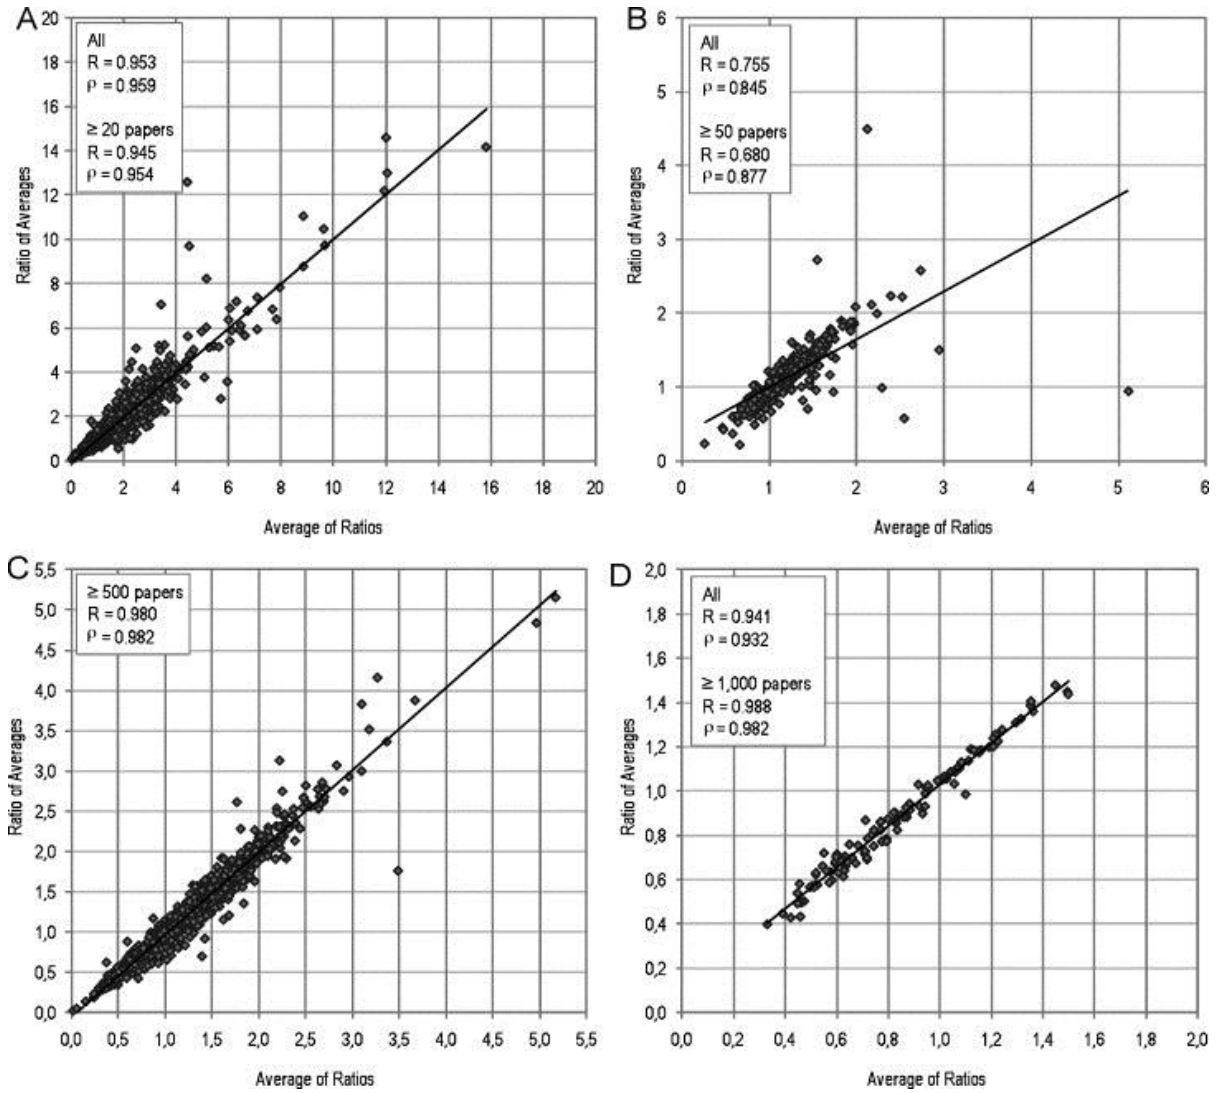 A
20
18
16
14
12
10
8
6
4
2
0
All
R = 0.953
ρ = 0.959
≥ 20 papers
R = 0.945
ρ = 0.954
Ratio of Averages
0 2 4 6 8 10 12 14 16 18 20
Average of Ratios
B
6
5
4
3
2
1
0
All
R = 0.755
ρ = 0.845
≥ 50 papers
R = 0.680
ρ = 0.877
Ratio of Averages
0 1 2 3 4 5 6
Average of Ratios
C
5,5
5,0
4,5
4,0
3,5
3,0
2,5
2,0
1,5
1,0
0,5
0,0
≥ 500 papers
R = 0.980
ρ = 0.982
Ratio of Averages
0,0 0,5 1,0 1,5 2,0 2,5 3,0 3,5 4,0 4,5 5,0 5,5
Average of Ratios
D
2,0
1,8
1,6
1,4
1,2
1,0
0,8
0,6
0,4
0,2
0,0
All
R = 0.941
ρ = 0.932
≥ 1,000 papers
R = 0.988
ρ = 0.982
Ratio of Averages
0,0 0,2 0,4 0,6 0,8 1,0 1,2 1,4 1,6 1,8 2,0
Average of Ratios